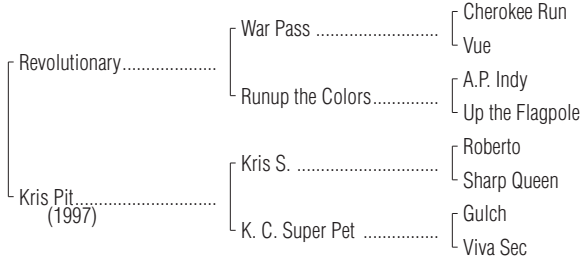 Cherokee Run
War Pass ..........................
Vue
Revolutionary....................
A.P. Indy
Runup the Colors..............
Up the Flagpole
Roberto
Kris S. ..............................
Sharp Queen
Kris Pit..............................
(1997)
Gulch
K. C. Super Pet ................
Viva Sec